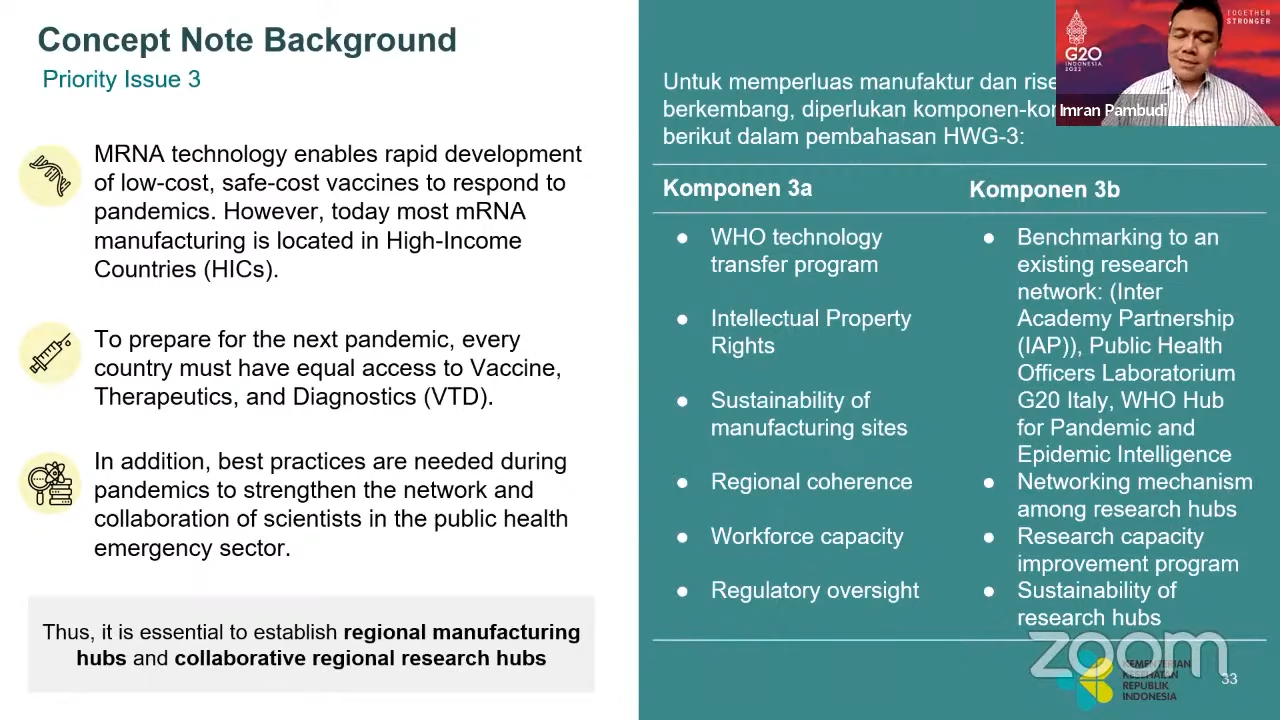 Concept Note Background
Priority Issue 3
MRNA technology enables rapid development
of low-cost, safe-cost vaccines to respond to
pandemics. However, today most mRNA
manufacturing is located in High-Income
Countries (HICs).
To prepare for the next pandemic, every
country must have equal access to Vaccine,
Therapeutics, and Diagnostics (VTD).
In addition, best practices are needed during
pandemics to strengthen the network and
collaboration of scientists in the public health
emergency sector.
Thus, it is essential to establish regional manufacturing
hubs and collaborative regional research hubs
Untuk memperluas manufaktur dan
berkembang, diperlukan
berikut dalam pembahasan HWG-3:
Komponen 3a
WHO technology
transfer program
Intellectual Property
Rights
Sustainability of
manufacturing sites
Regional coherence
Workforce capacity
Regulatory oversight
Komponen 3b
Benchmarking to an
existing research
network: (Inter
Academy Partnership
(IAP)), Public Health
Officers Laboratorium
G20 Italy, WHO Hub
for Pandemic and
Epidemic Intelligence
Networking mechanism
among research hubs
Research capacity
improvement program
Sustainability of
research hubs
G20
INDONESIA
2022
TOGETHER
STRONGER
Imran Pambudi
zoom
KEMENTERIAN
KESEHATAN
REPUBLIK
INDONESIA
33